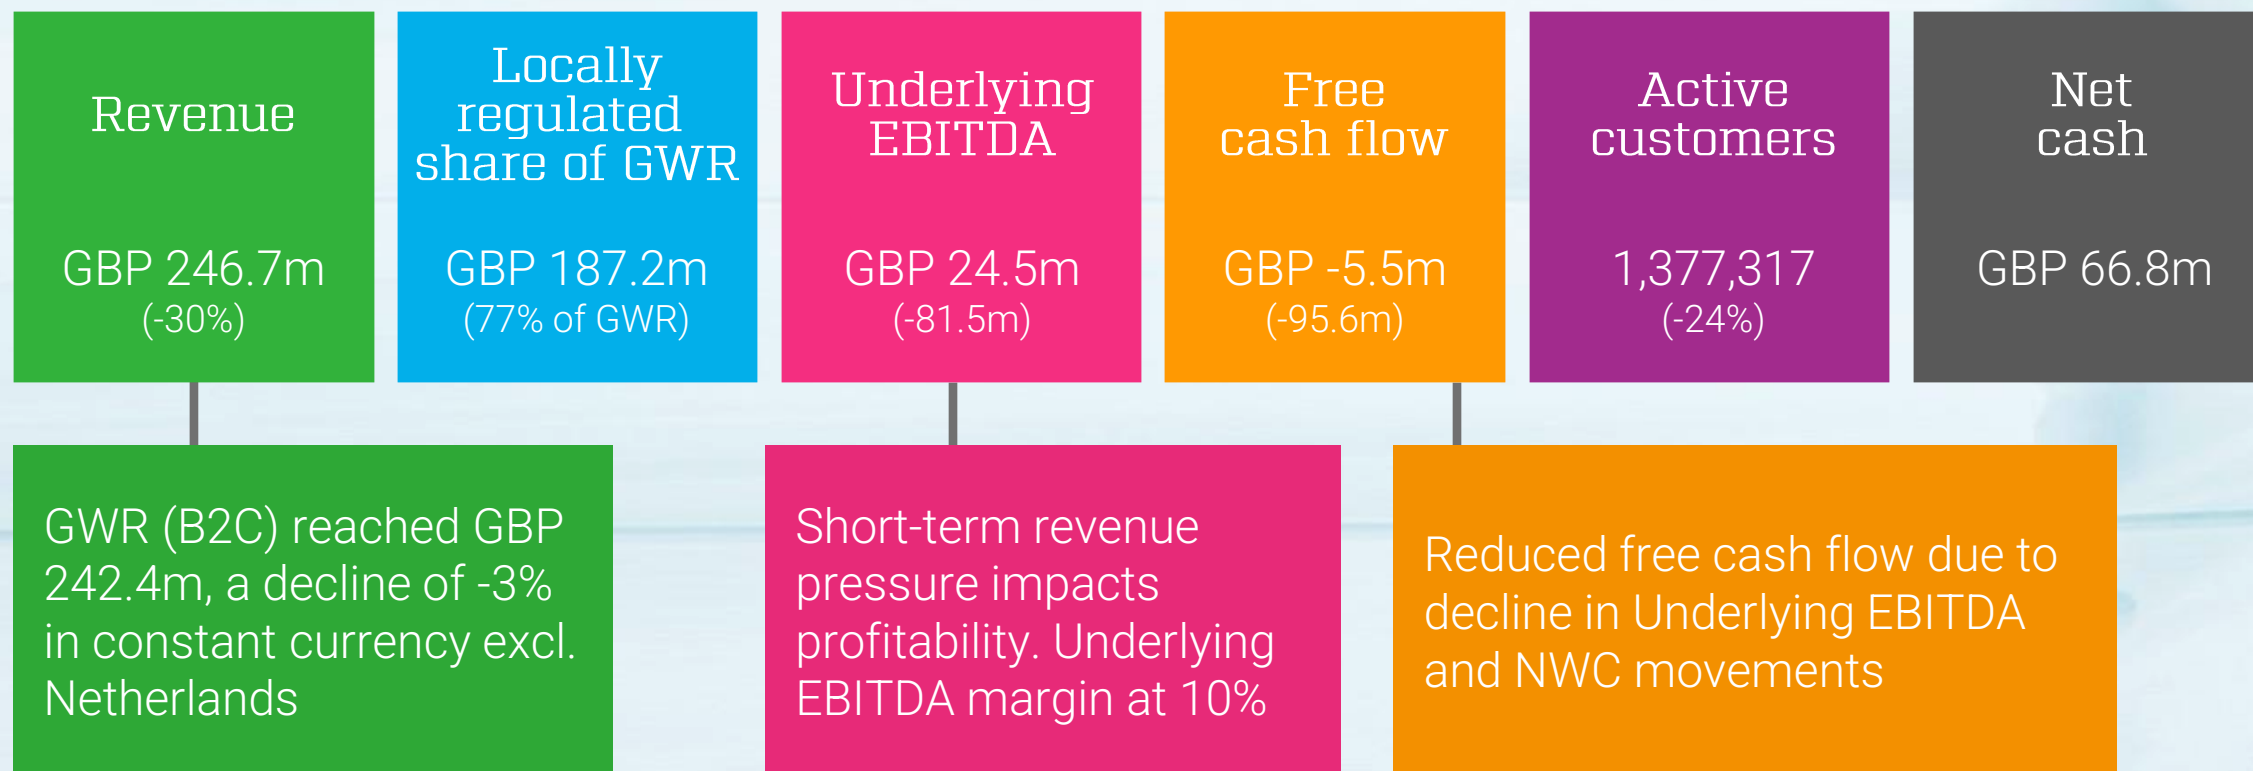 Revenue
GBP 246.7m
(-30%)
Locally
regulated
share of GWR
GBP 187.2m
(77% of GWR)
Underlying
EBITDA
GBP 24.5m
(-81.5m)
Free
cash flow
GBP -5.5m
(-95.6m)
Active
customers
1,377,317
(-24%)
Net
cash
GBP 66.8m
GWR (B2C) reached GBP
242.4m, a decline of -3%
in constant currency excl.
Netherlands
Short-term revenue
pressure impacts
profitability. Underlying
EBITDA margin at 10%
Reduced free cash flow due to
decline in Underlying EBITDA
and NWC movements